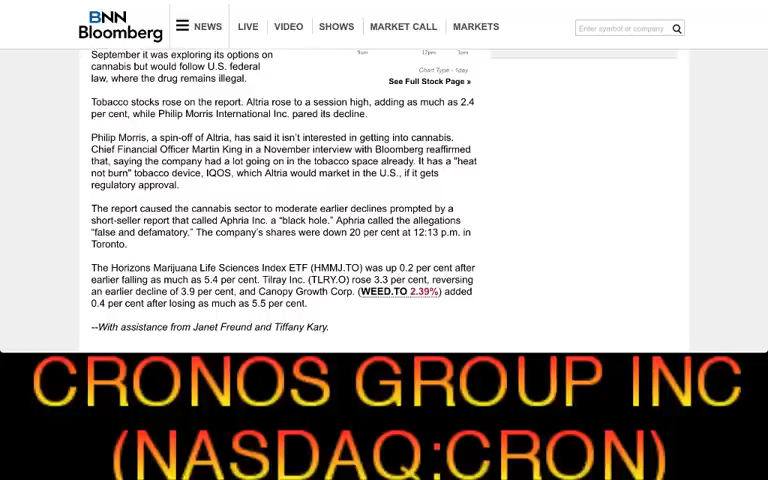 BNN
Bloomberg
NEWS
LIVE
VIDEO
SHOWS
MARKET CALL
MARKETS
Enter symbol or company
September it was exploring its options on
cannabis but would follow U.S. federal
law, where the drug remains illegal.
9am 12pm 3pm
Chart Type - 1day
See Full Stock Page »
Tobacco stocks rose on the report. Altria rose to a session high, adding as much as 2.4
per cent, while Philip Morris International Inc. pared its decline.
Philip Morris, a spin-off of Altria, has said it isn't interested in getting into cannabis.
Chief Financial Officer Martin King in a November interview with Bloomberg reaffirmed
that, saying the company had a lot going on in the tobacco space already. It has a "heat
not burn" tobacco device, IQOS, which Altria would market in the U.S., if it gets
regulatory approval.
The report caused the cannabis sector to moderate earlier declines prompted by a
short-seller report that called Aphria Inc. a “black hole.” Aphria called the allegations
“false and defamatory.” The company's shares were down 20 per cent at 12:13 p.m. in
Toronto.
The Horizons Marijuana Life Sciences Index ETF (HMMJ.TO) was up 0.2 per cent after
earlier falling as much as 5.4 per cent. Tilray Inc. (TLRY.O) rose 3.3 per cent, reversing
an earlier decline of 3.9 per cent, and Canopy Growth Corp. (WEED.TO 2.39%) added
0.4 per cent after losing as much as 5.5 per cent.
--With assistance from Janet Freund and Tiffany Kary.
CRONOS GROUP INC
(NASDAQ:CRON)